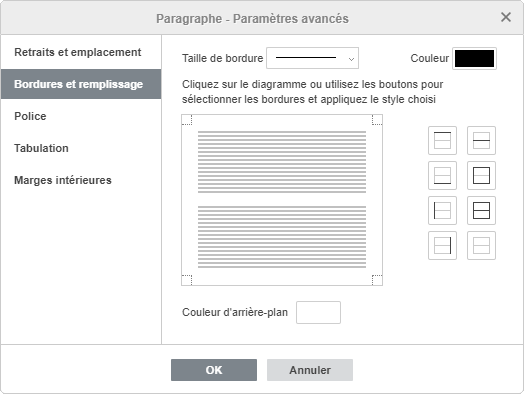 Paragraphe - Paramètres avancés
Retraits et emplacement
Bordures et remplissage
Police
Tabulation
Marges intérieures
Taille de bordure
Couleur
Cliquez sur le diagramme ou utilisez les boutons pour
sélectionner les bordures et appliquez le style choisi
Couleur d'arrière-plan
OK
Annuler